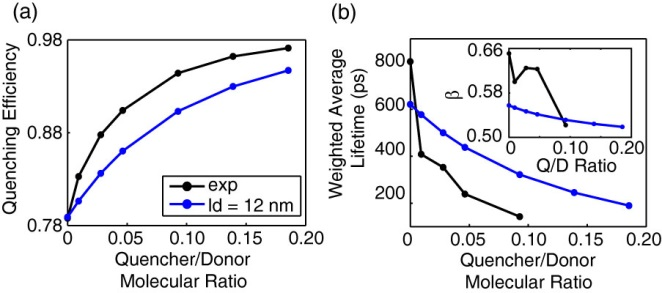 (a)
Quenching Efficiency
0.98
0.88
0.78
exp
ld = 12 nm
0 0.05 0.10 0.15 0.20
Quencher/Donor
Molecular Ratio
(b)
Weighted Average
Lifetime (ps)
800
600
400
200
β
0.66
0.58
0.50
0 0.10 0.20
Q/D Ratio
0 0.05 0.10 0.15 0.20
Quencher/Donor
Molecular Ratio